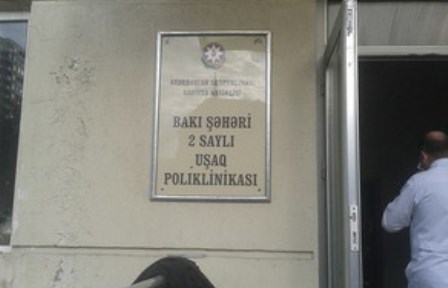 AZƏRBAYCAN RESPUBLİKASI
SƏHİYYƏ NAZİRLİYİ
BAKI ŞƏHƏRİ
2 SAYLI
UŞAQ
POLİKLİNİKASI